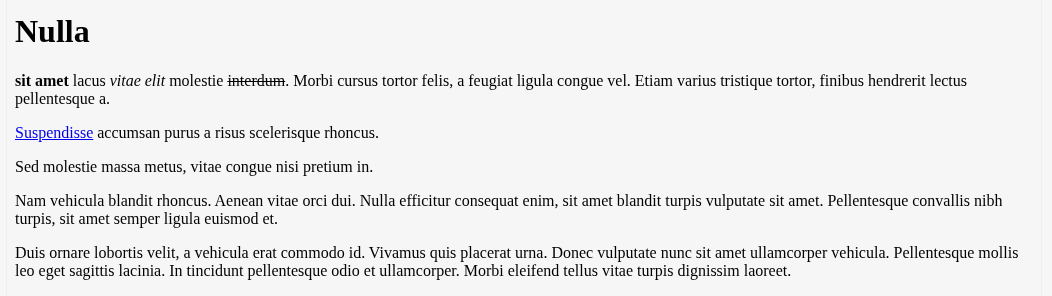 Nulla
sit amet lacus vitae elit molestie interdum. Morbi cursus tortor felis, a feugiat ligula congue vel. Etiam varius tristique tortor, finibus hendrerit lectus
pellentesque a.
Suspendisse accumsan purus a risus scelerisque rhoncus.
Sed molestie massa metus, vitae congue nisi pretium in.
Nam vehicula blandit rhoncus. Aenean vitae orci dui. Nulla efficitur consequat enim, sit amet blandit turpis vulputate sit amet. Pellentesque convallis nibh
turpis, sit amet semper ligula euismod et.
Duis ornare lobortis velit, a vehicula erat commodo id. Vivamus quis placerat urna. Donec vulputate nunc sit amet ullamcorper vehicula. Pellentesque mollis
leo eget sagittis lacinia. In tincidunt pellentesque odio et ullamcorper. Morbi eleifend tellus vitae turpis dignissim laoreet.